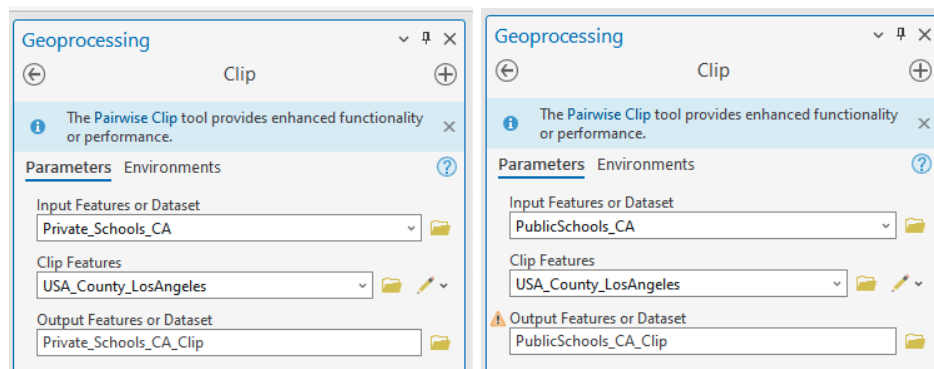 Geoprocessing
Clip
The Pairwise Clip tool provides enhanced functionality
or performance.
Parameters Environments
Input Features or Dataset
Private_Schools_CA
Clip Features
USA_County_LosAngeles
Output Features or Dataset
Private_Schools_CA_Clip
Geoprocessing
Clip
The Pairwise Clip tool provides enhanced functionality
or performance.
Parameters Environments
Input Features or Dataset
PublicSchools_CA
Clip Features
USA_County_LosAngeles
Output Features or Dataset
PublicSchools_CA_Clip